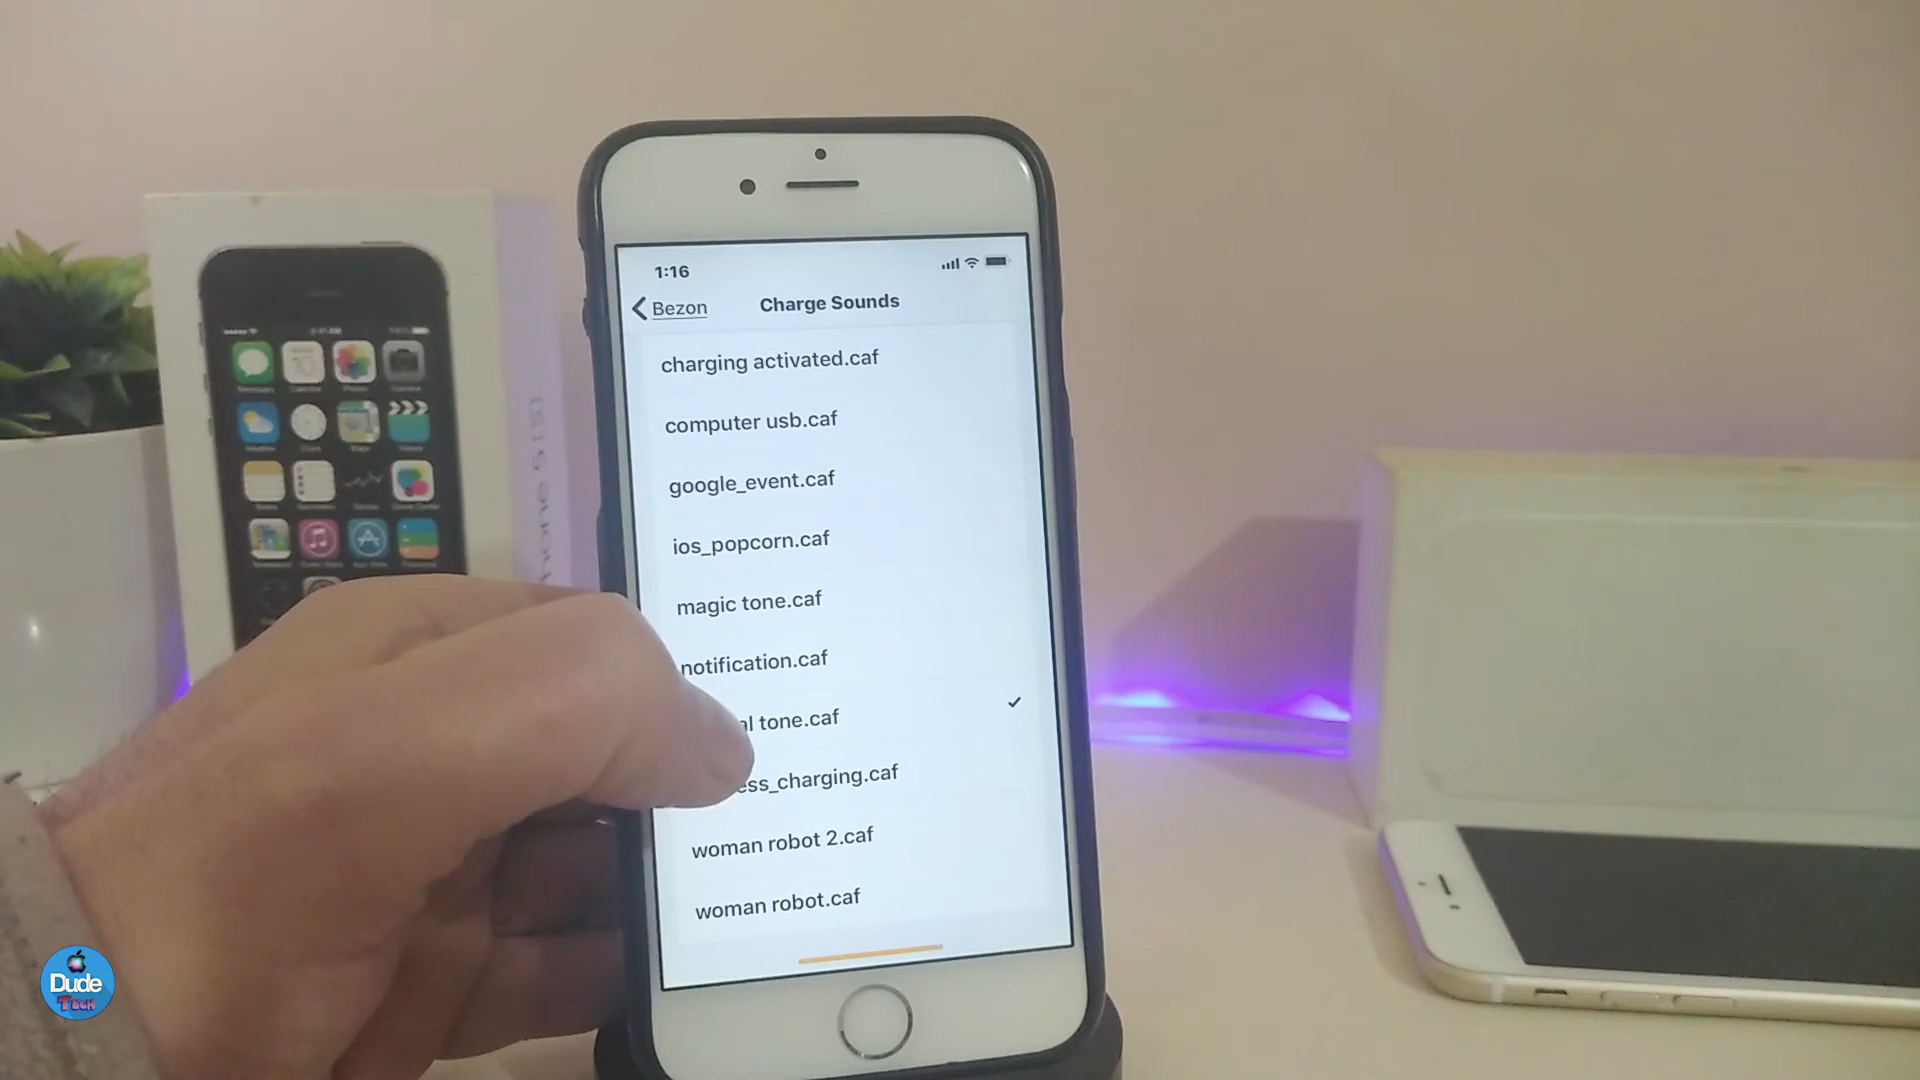 1:16
Bezon
Charge Sounds
charging activated.caf
computer usb.caf
google_event.caf
ios_popcorn.caf
magic tone.caf
notification.caf
tone.caf
charging.caf
woman robot 2.caf
woman robot.caf
Dude
TECH